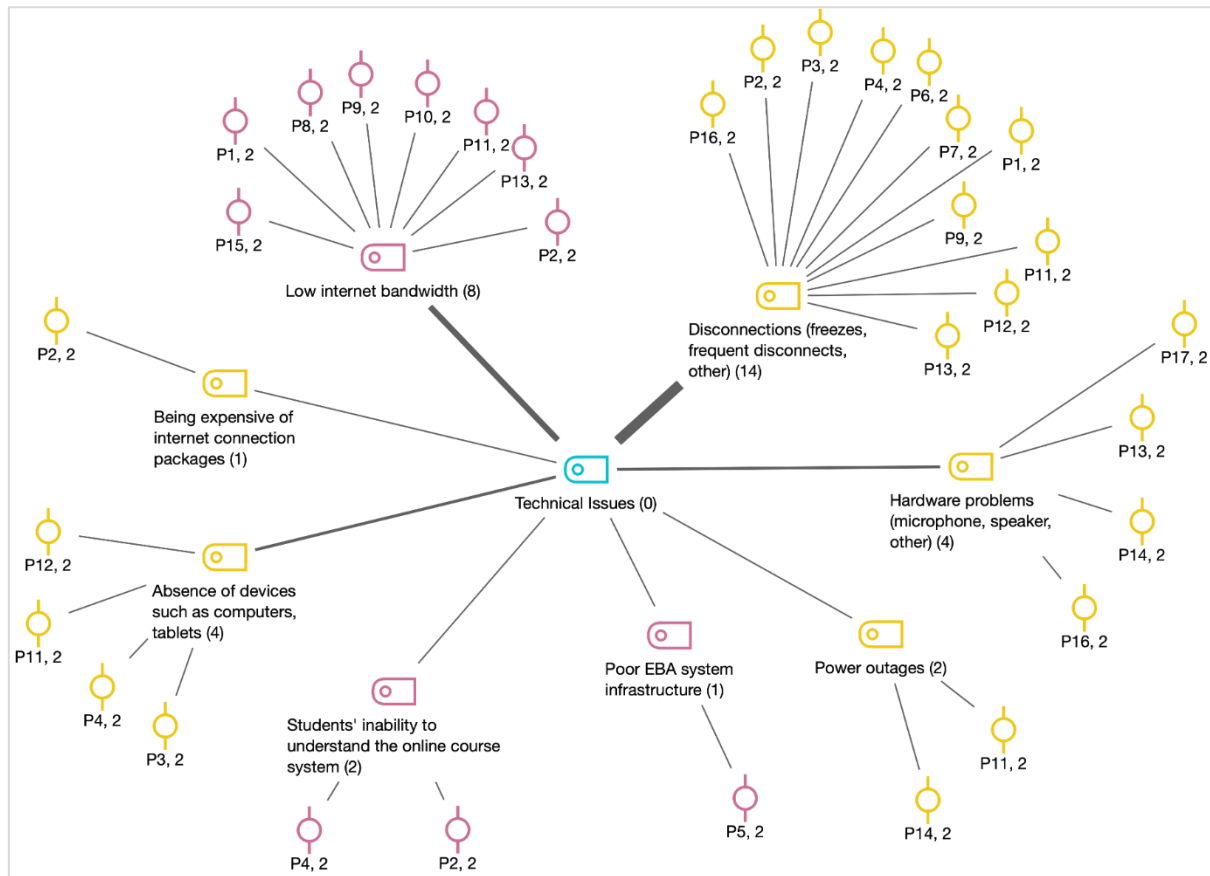 P3, 2
P2, 2
P4, 2
P9, 2
P6, 2
P8, 2
P10, 2
P16, 2
P1, 2
P11, 2
P7, 2
P1, 2
P13, 2
P15, 2
P2, 2
P9, 2
P11, 2
Low internet bandwidth (8)
P12, 2
Disconnections (freezes,
frequent disconnects,
other) (14)
P13, 2
P2, 2
P17, 2
Being expensive of
internet connection
packages (1)
P13, 2
Technical Issues (0)
Hardware problems
(microphone, speaker,
other) (4)
P14, 2
P12, 2
Absence of devices
such as computers,
tablets (4)
P11, 2
P16, 2
P4, 2
P3, 2
Poor EBA system
infrastructure (1)
Power outages (2)
Students' inability to
understand the online course
system (2)
P11, 2
P5, 2
P14, 2
P4, 2
P2, 2